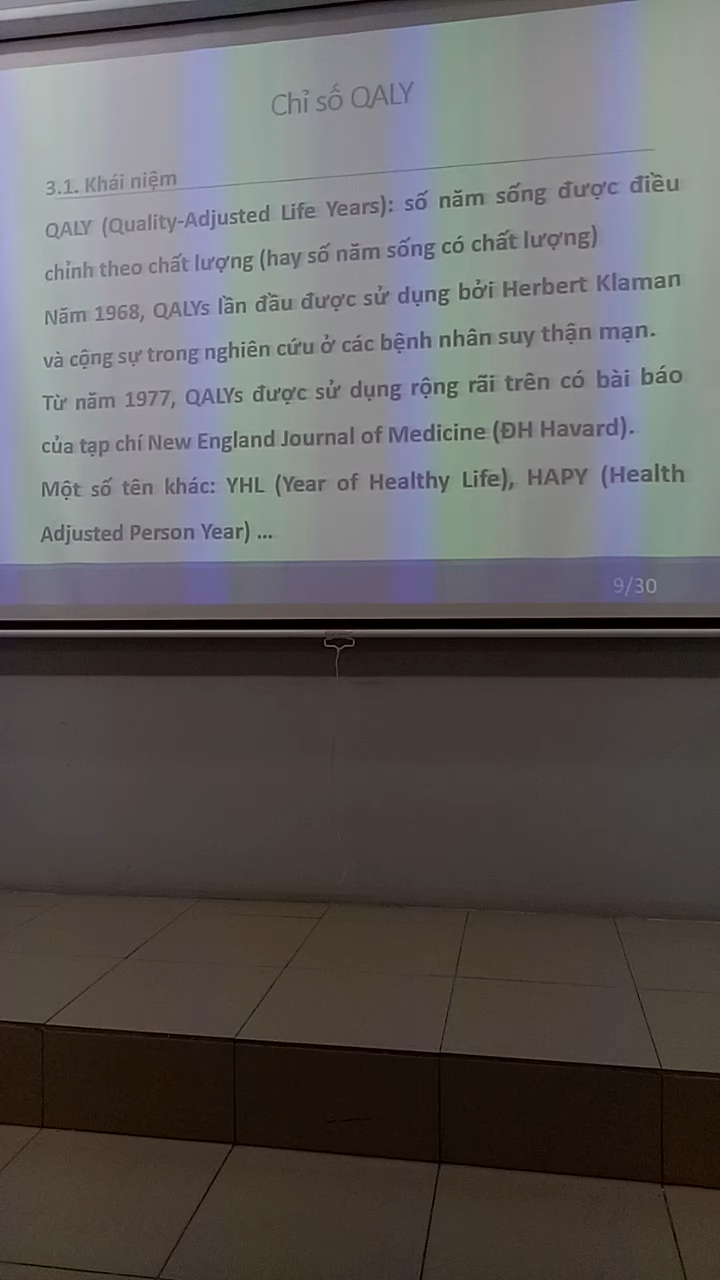 Chỉ số QALY
3.1. Khái niệm
QALY (Quality-Adjusted Life Years): số năm sống được điều
chỉnh theo chất lượng (hay số năm sống có chất lượng)
Năm 1968, QALYs lần đầu được sử dụng bởi Herbert Klaman
và cộng sự trong nghiên cứu ở các bệnh nhân suy thận mạn.
Từ năm 1977, QALYs được sử dụng rộng rãi trên có bài báo
của tạp chí New England Journal of Medicine (ĐH Havard).
Một số tên khác: YHL (Year of Healthy Life), HAPY (Health
Adjusted Person Year) ...
9/30